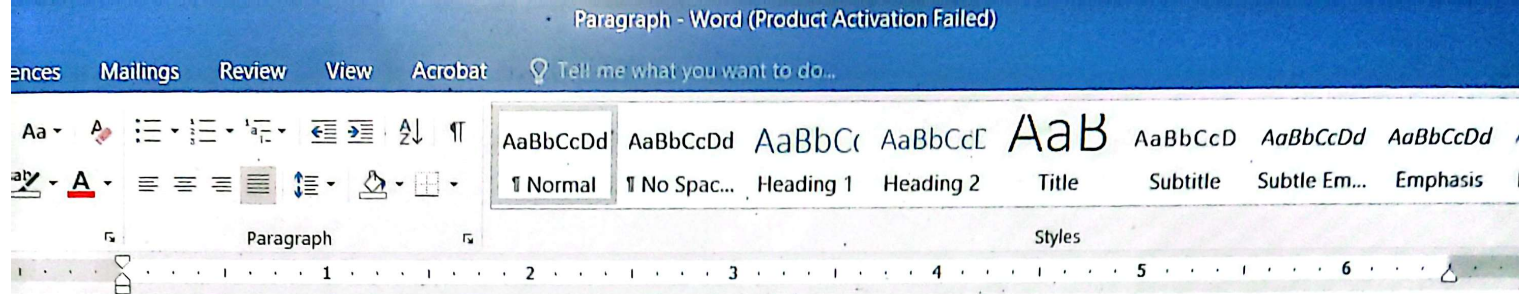 Paragraph - Word (Product Activation Failed)
ences Mailings Review View Acrobat Tell me what you want to do...
Aa A ¶ AaBbCcDd AaBbCcDd AaBbC( AaBbCcD AaB AaBbCcD AaBbCcDd AaBbCcDd
aby A ¶ Normal ¶ No Spac... Heading 1 Heading 2 Title Subtitle Subtle Em... Emphasis
Paragraph Styles
1 2 3 4 5 6